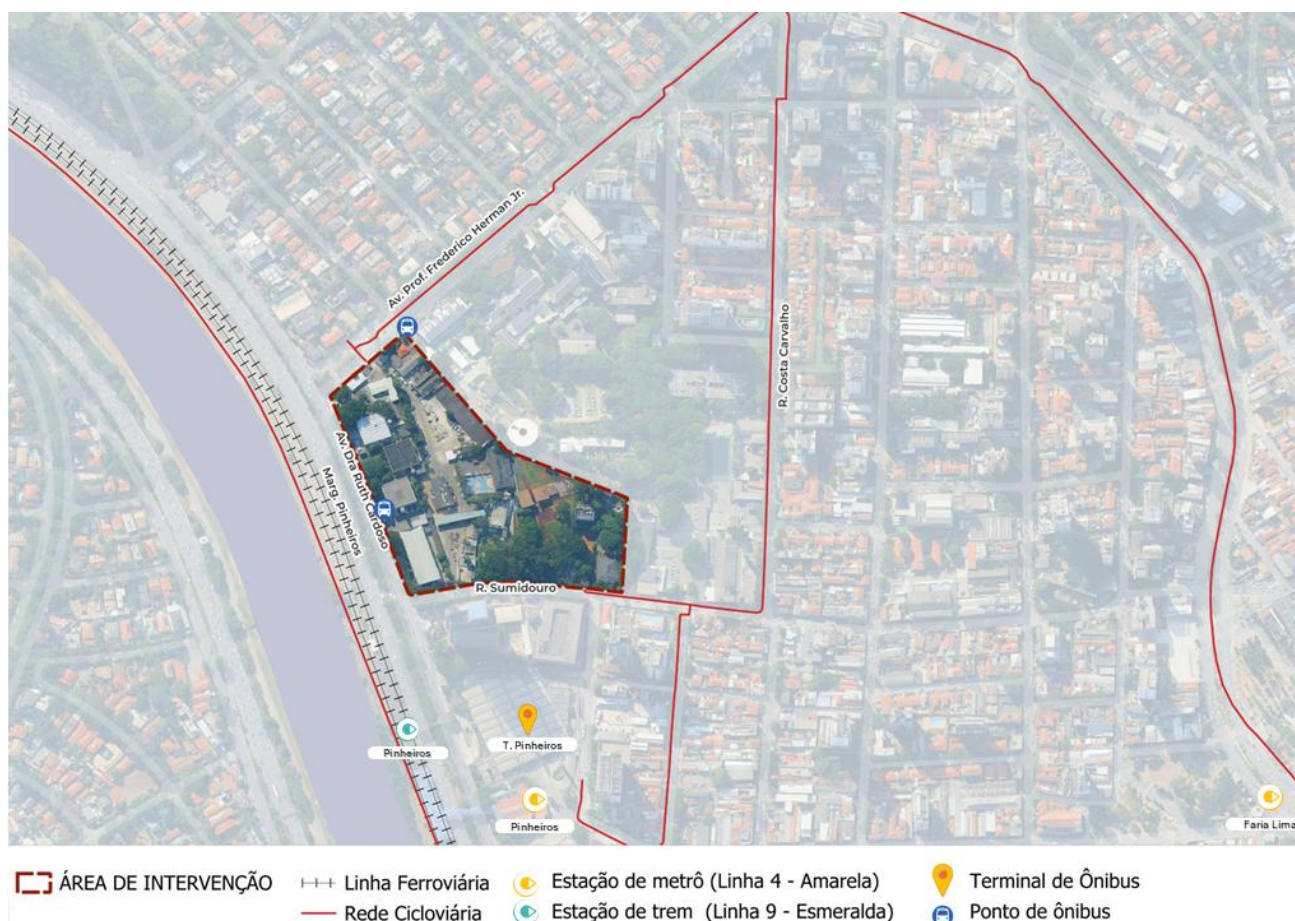 Av. Prof. Frederico Herman Jr.
R. Costa Carvalho
Av. Dra Ruth Cardoso
Marg. Pinheiros
R. Sumidouro
Pinheiros
T. Pinheiros
Pinheiros
Faria Lima
ÁREA DE INTERVENÇÃO
Linha Ferroviária
Estação de metrô (Linha 4 - Amarela)
Terminal de Ônibus
Rede Cicloviária
Estação de trem (Linha 9 - Esmeralda)
Ponto de ônibus